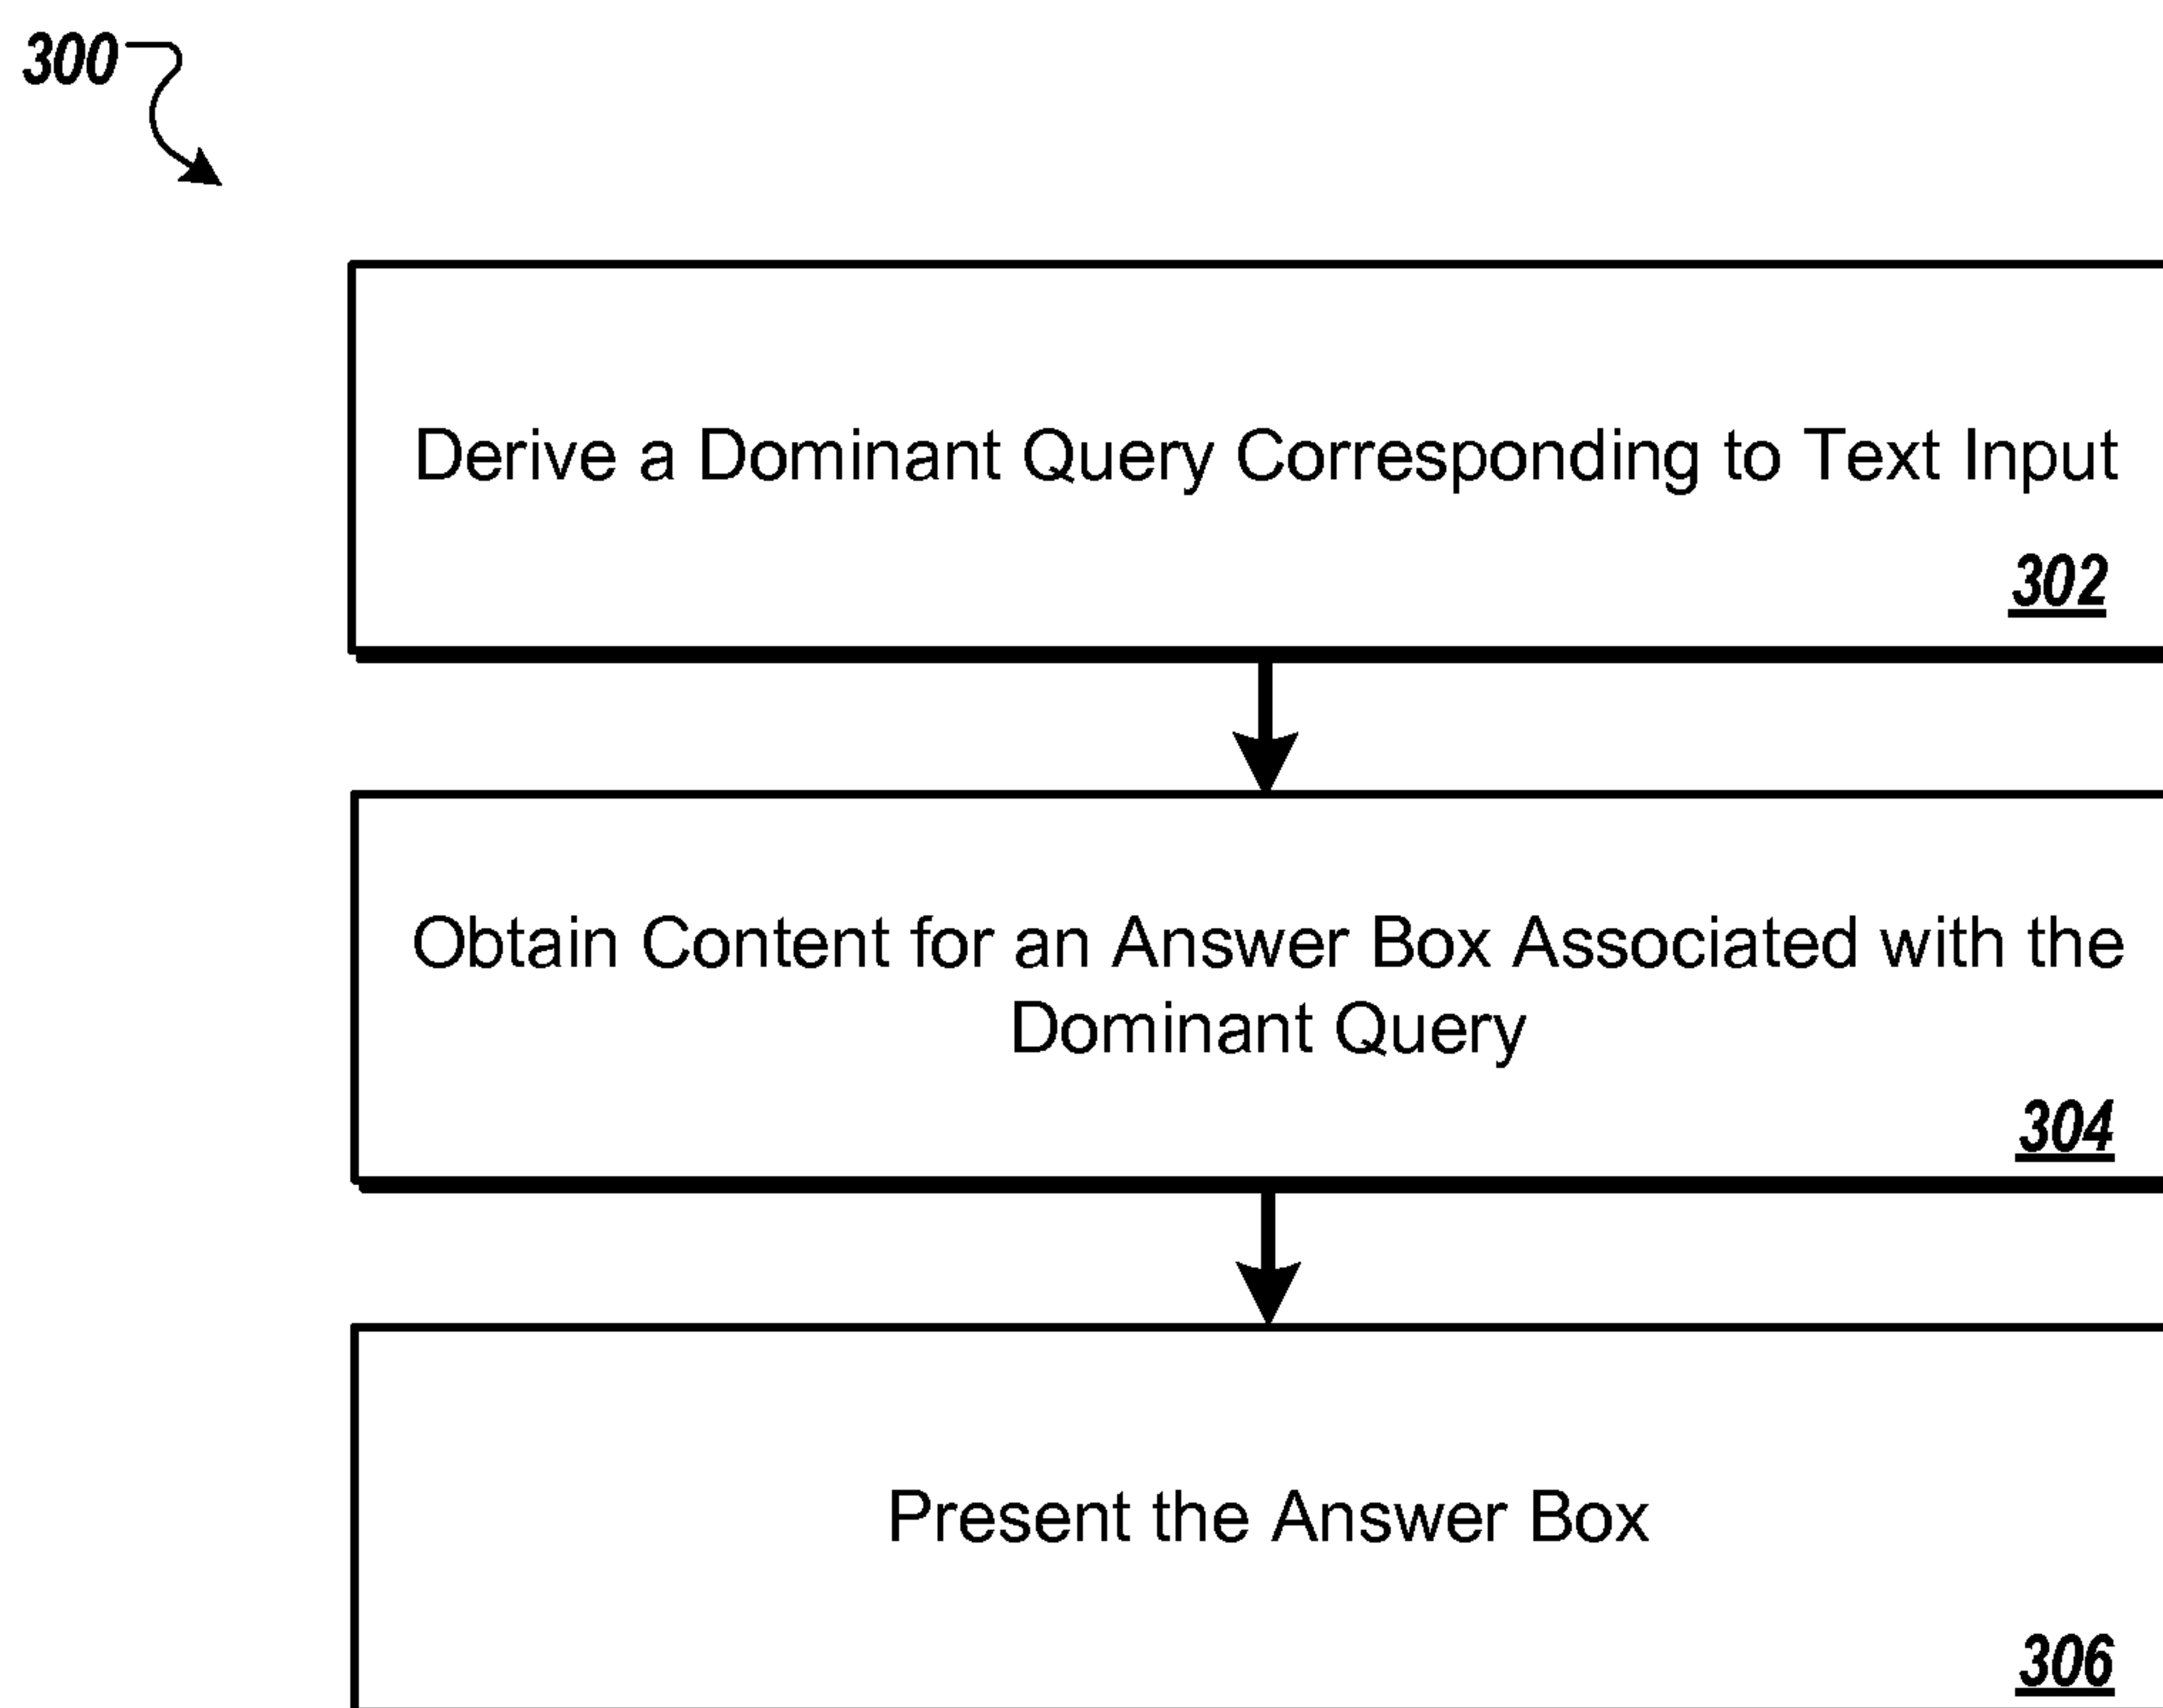 300
Derive a Dominant Query Corresponding to Text Input
302
Obtain Content for an Answer Box Associated with the
Dominant Query
304
Present the Answer Box
306